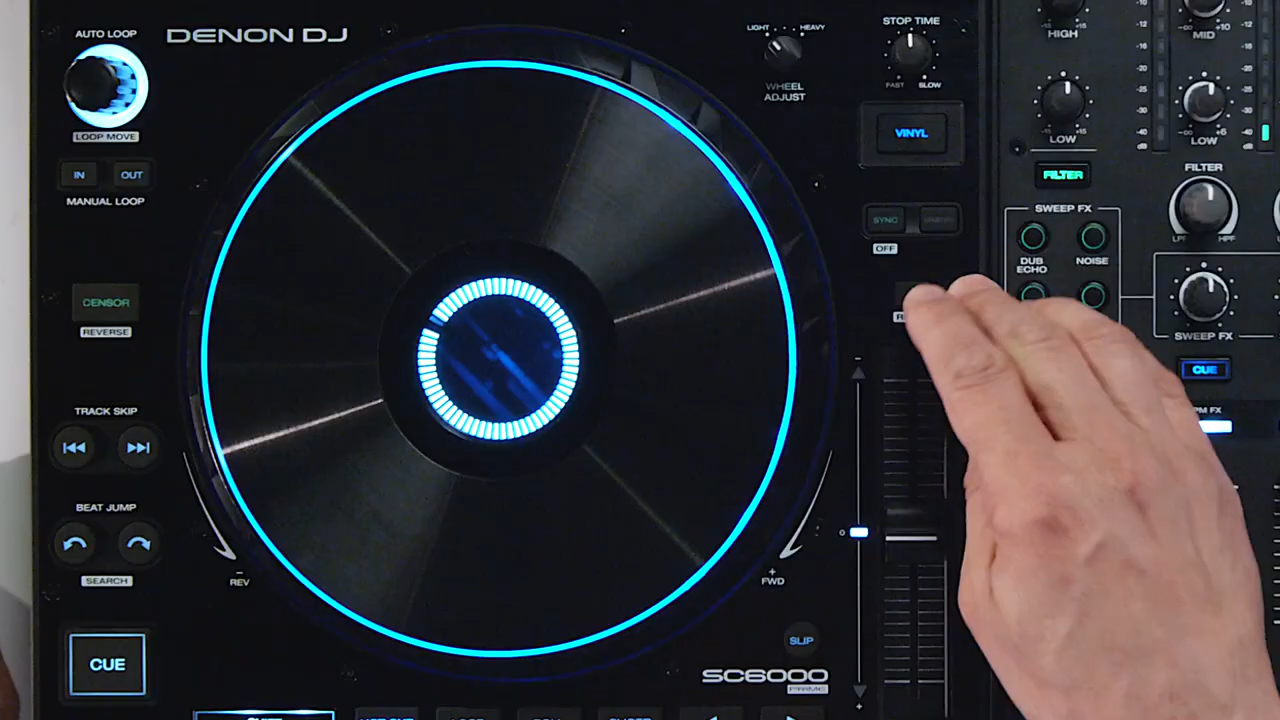 AUTO LOOP
DENON DJ
LOOP MOVE
IN OUT
MANUAL LOOP
CENSOR
REVERSE
TRACK SKIP
BEAT JUMP
SEARCH
CUE
REV
FWD
SLIP
SC6000
PRIME
LIGHT HEAVY
WHEEL
ADJUST
STOP TIME
FAST SLOW
VINYL
SYNC
OFF
0
HIGH
MID
LOW
LOW
FILTER
FILTER
LPF HPF
SWEEP FX
DUB
ECHO
NOISE
SWEEP FX
CUE